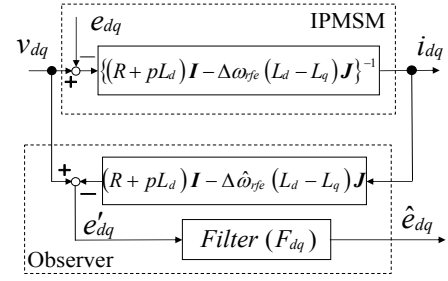 IPMSM
e_{dq}
v_{dq}
i_{dq}
+ −
{(R + pL_d) I − Δω_{rfe} (L_d − L_q) J}^{−1}
+
−
(R + pL_d) I − Δω̂_{rfe} (L_d − L_q) J
e′_{dq}
Filter (F_{dq})
ê_{dq}
Observer